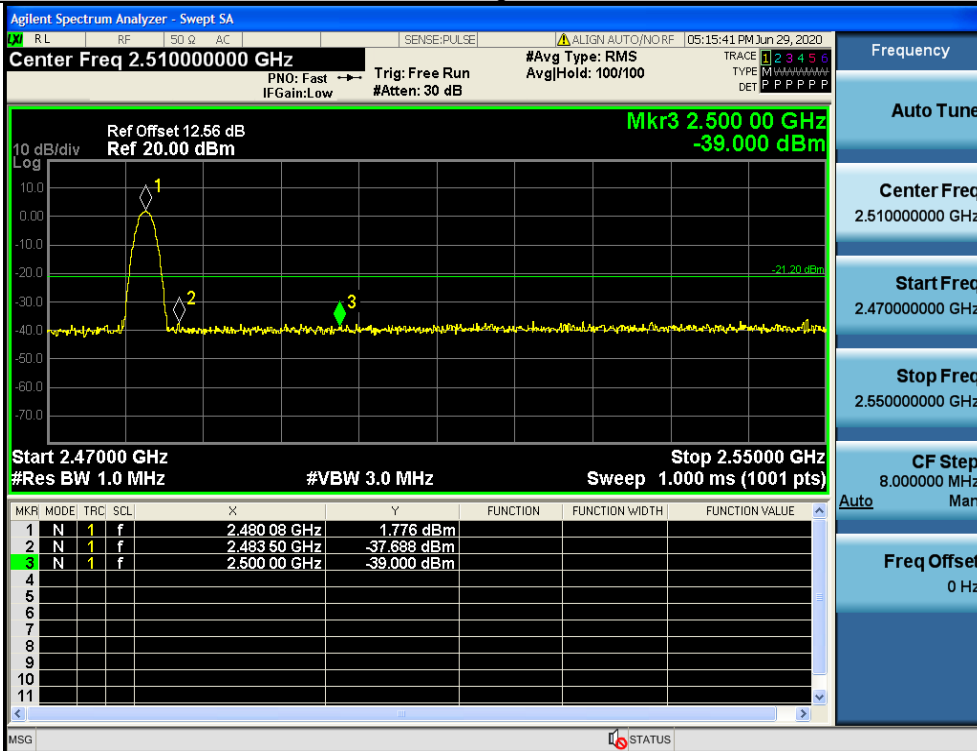 Agilent Spectrum Analyzer - Swept SA
LXI RL RF 50 Ω AC SENSE:PULSE ALIGN AUTO/NO RF 05:15:41 PM Jun 29, 2020
Center Freq 2.510000000 GHz
PNO: Fast
IFGain:Low
Trig: Free Run
#Atten: 30 dB
#Avg Type: RMS
Avg|Hold: 100/100
TRACE 1 2 3 4 5 6
TYPE M WWWWW
DET P P P P P P
Mkr3 2.500 00 GHz
-39.000 dBm
Ref Offset 12.56 dB
10 dB/div Ref 20.00 dBm
Log
10.0
0.00
-10.0
-20.0
-30.0
-40.0
-50.0
-60.0
-70.0
1
2
3
-21.20 dBm
Start 2.47000 GHz Stop 2.55000 GHz
#Res BW 1.0 MHz #VBW 3.0 MHz Sweep 1.000 ms (1001 pts)
MKR MODE TRC SCL X Y FUNCTION FUNCTION WIDTH FUNCTION VALUE
1 N 1 f 2.480 08 GHz 1.776 dBm
2 N 1 f 2.483 50 GHz -37.688 dBm
3 N 1 f 2.500 00 GHz -39.000 dBm
4
5
6
7
8
9
10
11
MSG STATUS
Frequency
Auto Tune
Center Freq
2.510000000 GHz
Start Freq
2.470000000 GHz
Stop Freq
2.550000000 GHz
CF Step
8.000000 MHz
Auto Man
Freq Offset
0 Hz